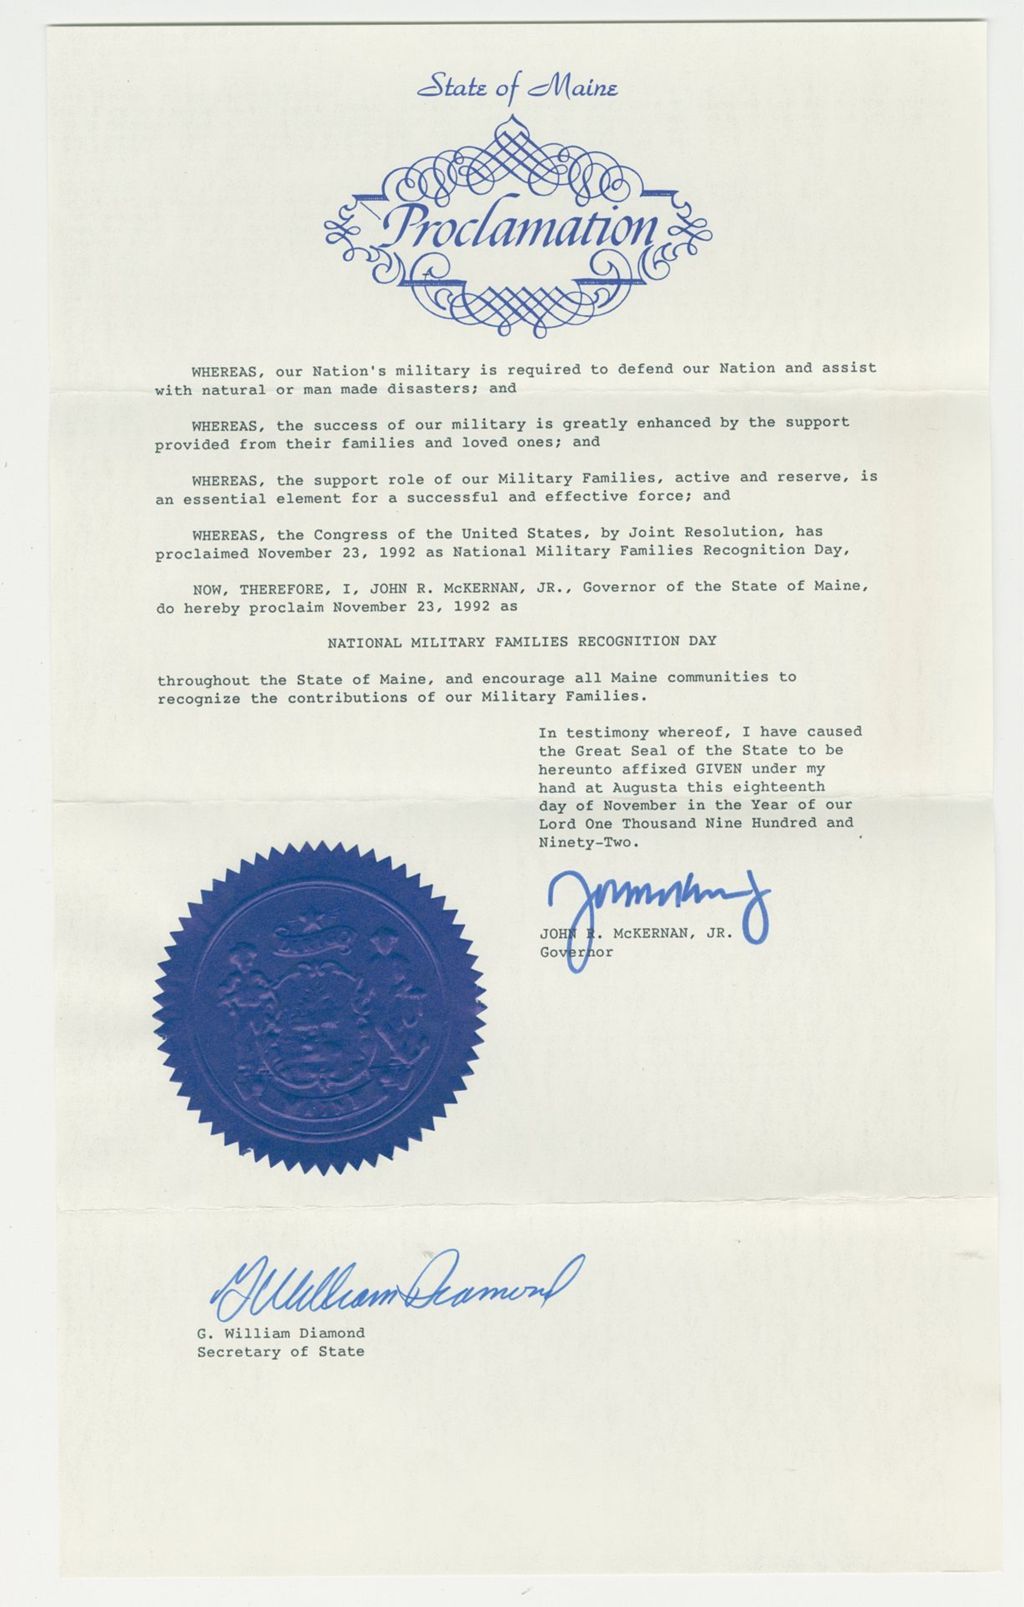 State of Maine
Proclamation
WHEREAS, our Nation's military is required to defend our Nation and assist
with natural or man made disasters; and
WHEREAS, the success of our military is greatly enhanced by the support
provided from their families and loved ones; and
WHEREAS, the support role of our Military Families, active and reserve, is
an essential element for a successful and effective force; and
WHEREAS, the Congress of the United States, by Joint Resolution, has
proclaimed November 23, 1992 as National Military Families Recognition Day,
NOW, THEREFORE, I, JOHN R. McKERNAN, JR., Governor of the State of Maine,
do hereby proclaim November 23, 1992 as
NATIONAL MILITARY FAMILIES RECOGNITION DAY
throughout the State of Maine, and encourage all Maine communities to
recognize the contributions of our Military Families.
In testimony whereof, I have caused
the Great Seal of the State to be
hereunto affixed GIVEN under my
hand at Augusta this eighteenth
day of November in the Year of our
Lord One Thousand Nine Hundred and
Ninety-Two.
JOHN R. McKERNAN, JR.
Governor
MAINE
G William Diamond
G. William Diamond
Secretary of State